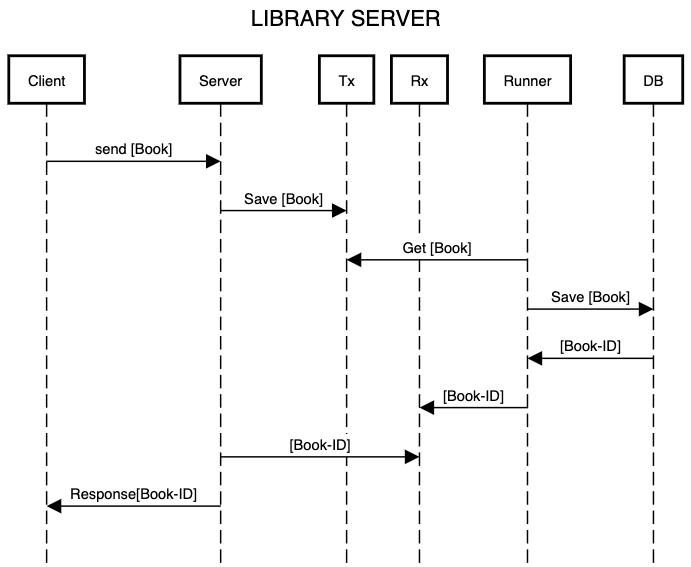 LIBRARY SERVER
Client
Server
Tx
Rx
Runner
DB
send [Book]
Save [Book]
Get [Book]
Save [Book]
[Book-ID]
[Book-ID]
[Book-ID]
Response[Book-ID]